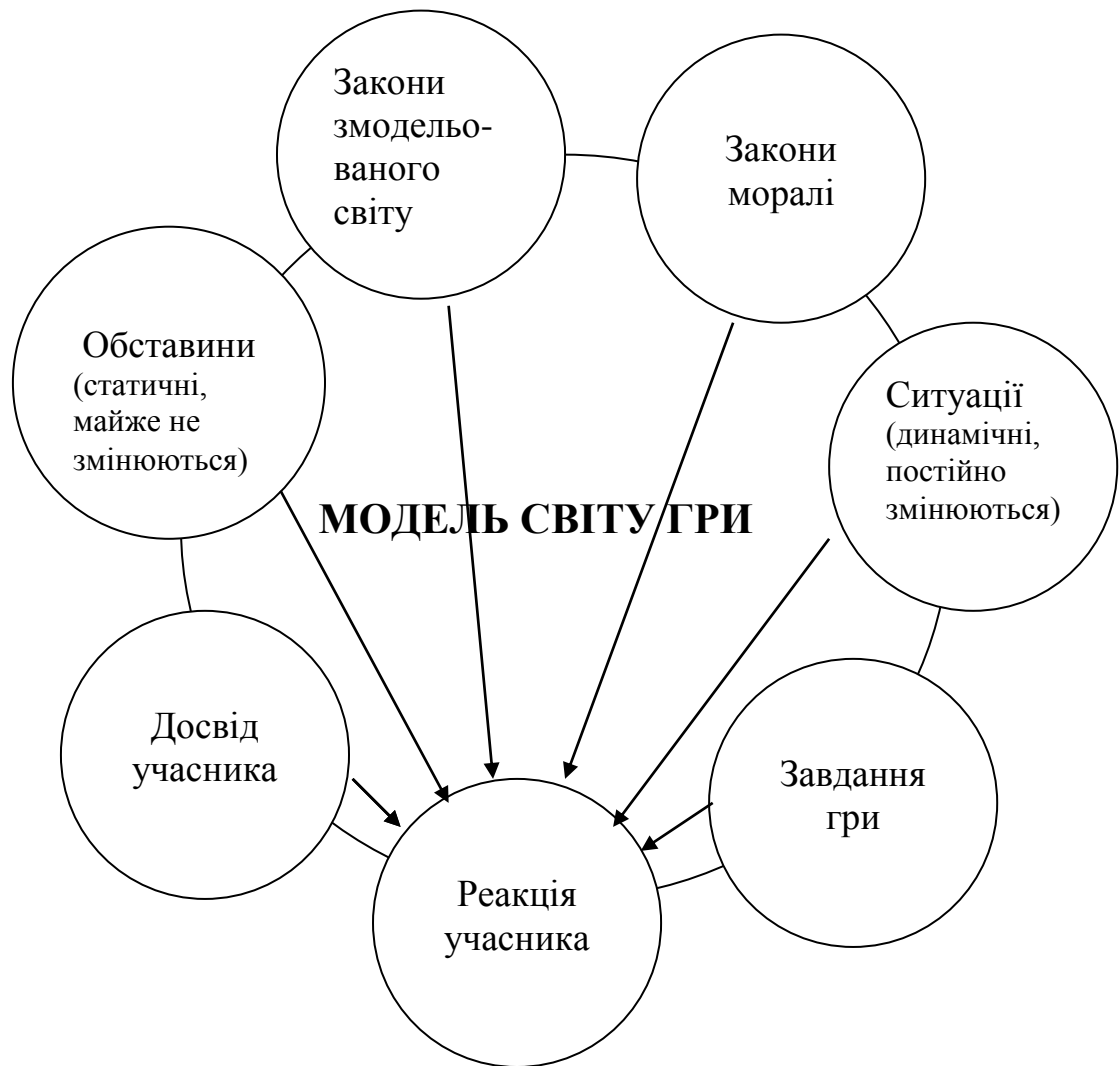 Закони
змодельо-
ваного
світу
Закони
моралі
Обставини
(статичні,
майже не
змінюються)
Ситуації
(динамічні,
постійно
змінюються)
МОДЕЛЬ СВІТУ ГРИ
Досвід
учасника
Завдання
гри
Реакція
учасника